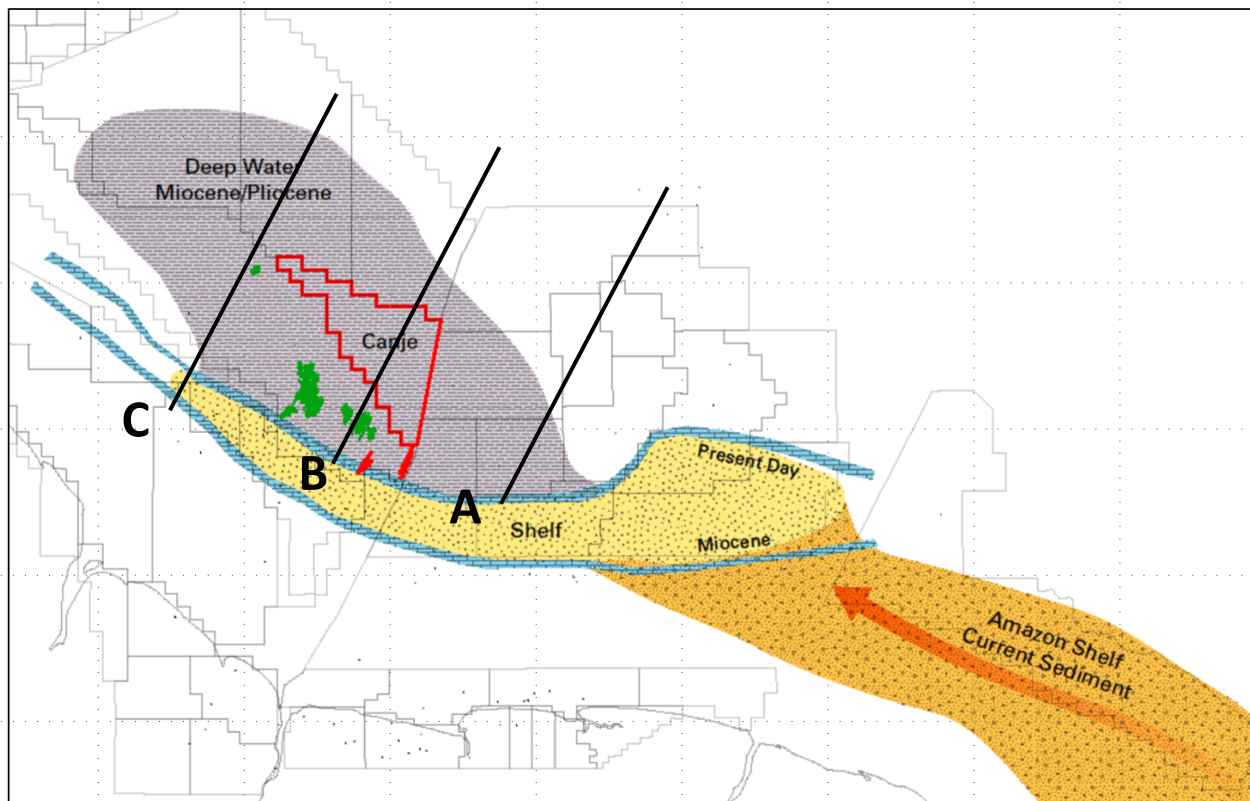 Deep Water
Miocene/Pliocene
Canje
C
B
A
Present Day
Shelf
Miocene
Amazon Shelf
Current Sediment